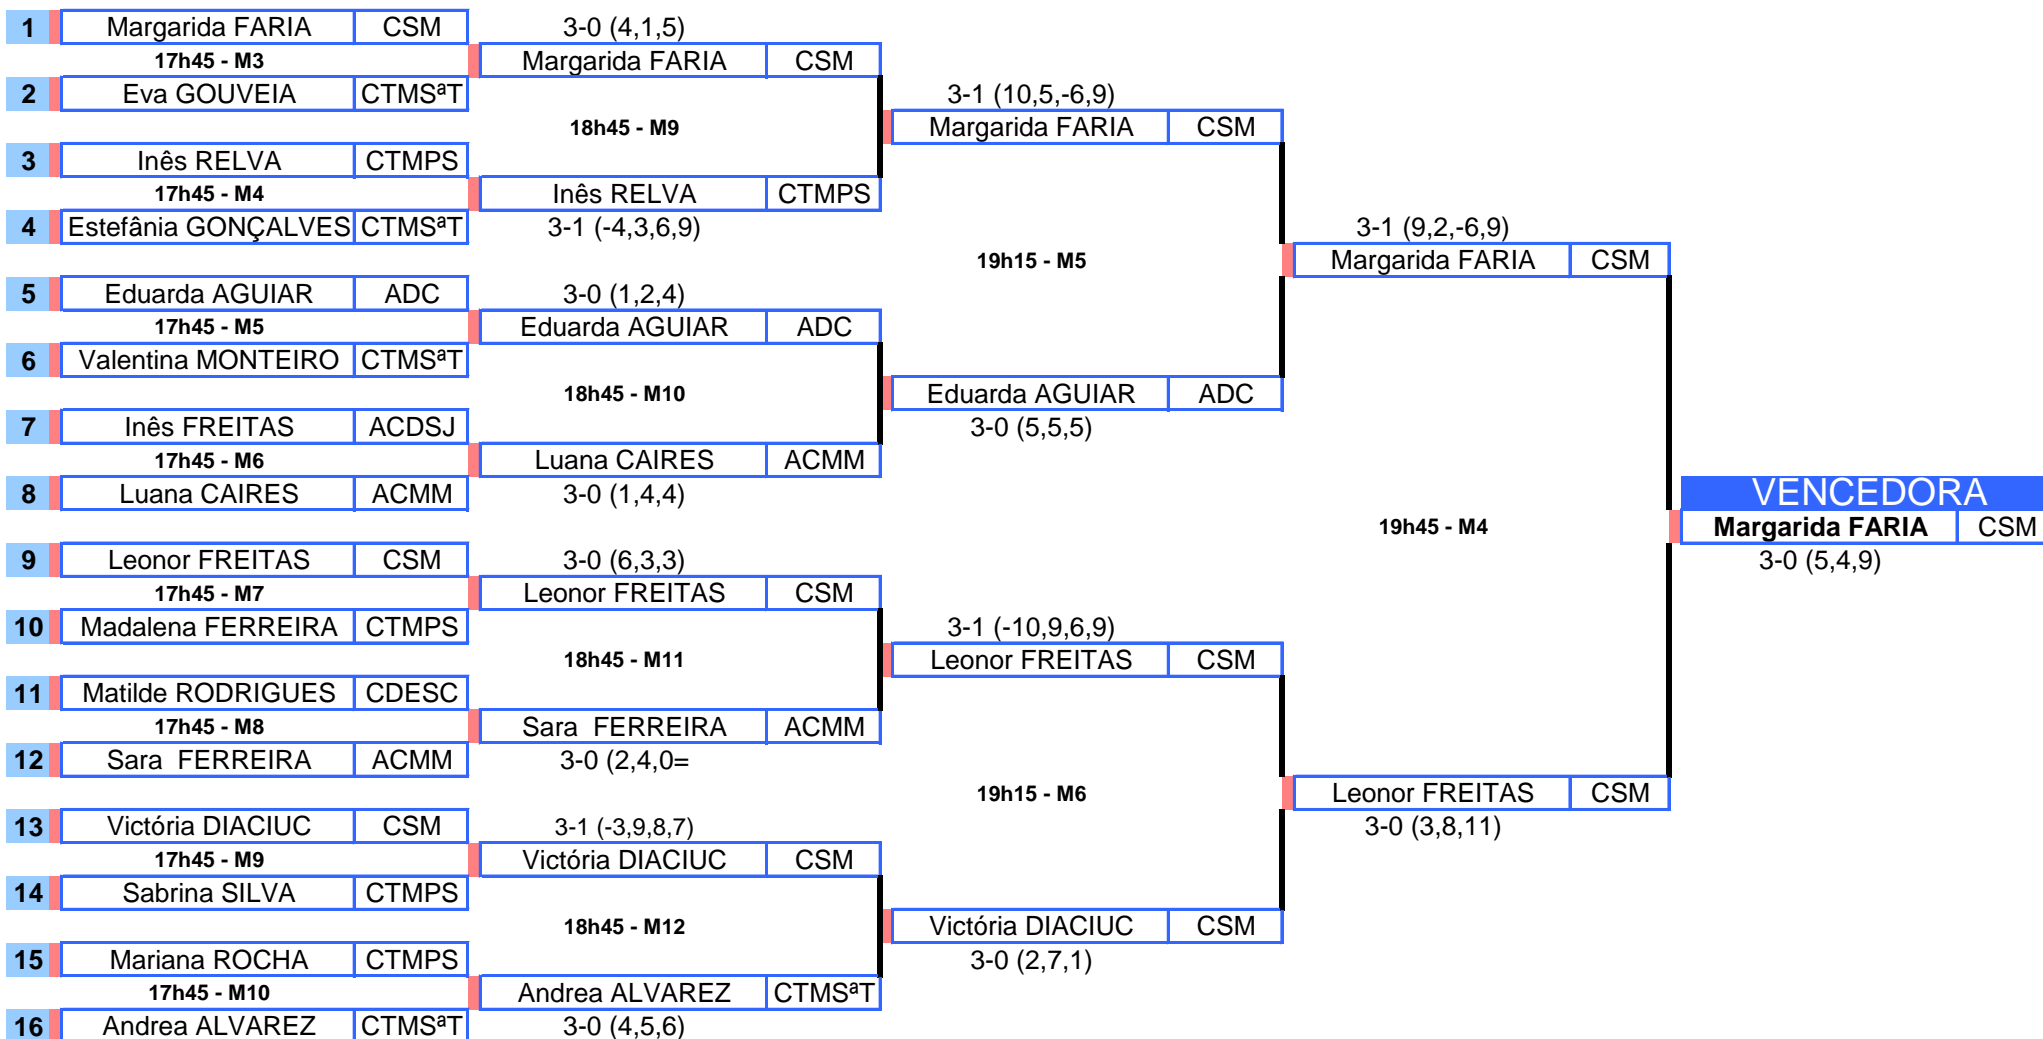 1 Margarida FARIA CSM 3-0 (4,1,5)
17h45 - M3 Margarida FARIA CSM
2 Eva GOUVEIA CTMSªT 3-1 (10,5,-6,9)
18h45 - M9 Margarida FARIA CSM
3 Inês RELVA CTMPS
17h45 - M4 Inês RELVA CTMPS
4 Estefânia GONÇALVES CTMSªT 3-1 (-4,3,6,9) 3-1 (9,2,-6,9)
19h15 - M5 Margarida FARIA CSM
5 Eduarda AGUIAR ADC 3-0 (1,2,4)
17h45 - M5 Eduarda AGUIAR ADC
6 Valentina MONTEIRO CTMSªT
18h45 - M10 Eduarda AGUIAR ADC
7 Inês FREITAS ACDSJ 3-0 (5,5,5)
17h45 - M6 Luana CAIRES ACMM
8 Luana CAIRES ACMM 3-0 (1,4,4) VENCEDORA
19h45 - M4 Margarida FARIA CSM
9 Leonor FREITAS CSM 3-0 (6,3,3) 3-0 (5,4,9)
17h45 - M7 Leonor FREITAS CSM
10 Madalena FERREIRA CTMPS 3-1 (-10,9,6,9)
18h45 - M11 Leonor FREITAS CSM
11 Matilde RODRIGUES CDESC
17h45 - M8 Sara FERREIRA ACMM
12 Sara FERREIRA ACMM 3-0 (2,4,0=
19h15 - M6 Leonor FREITAS CSM
13 Victória DIACIUC CSM 3-1 (-3,9,8,7) 3-0 (3,8,11)
17h45 - M9 Victória DIACIUC CSM
14 Sabrina SILVA CTMPS
18h45 - M12 Victória DIACIUC CSM
15 Mariana ROCHA CTMPS 3-0 (2,7,1)
17h45 - M10 Andrea ALVAREZ CTMSªT
16 Andrea ALVAREZ CTMSªT 3-0 (4,5,6)